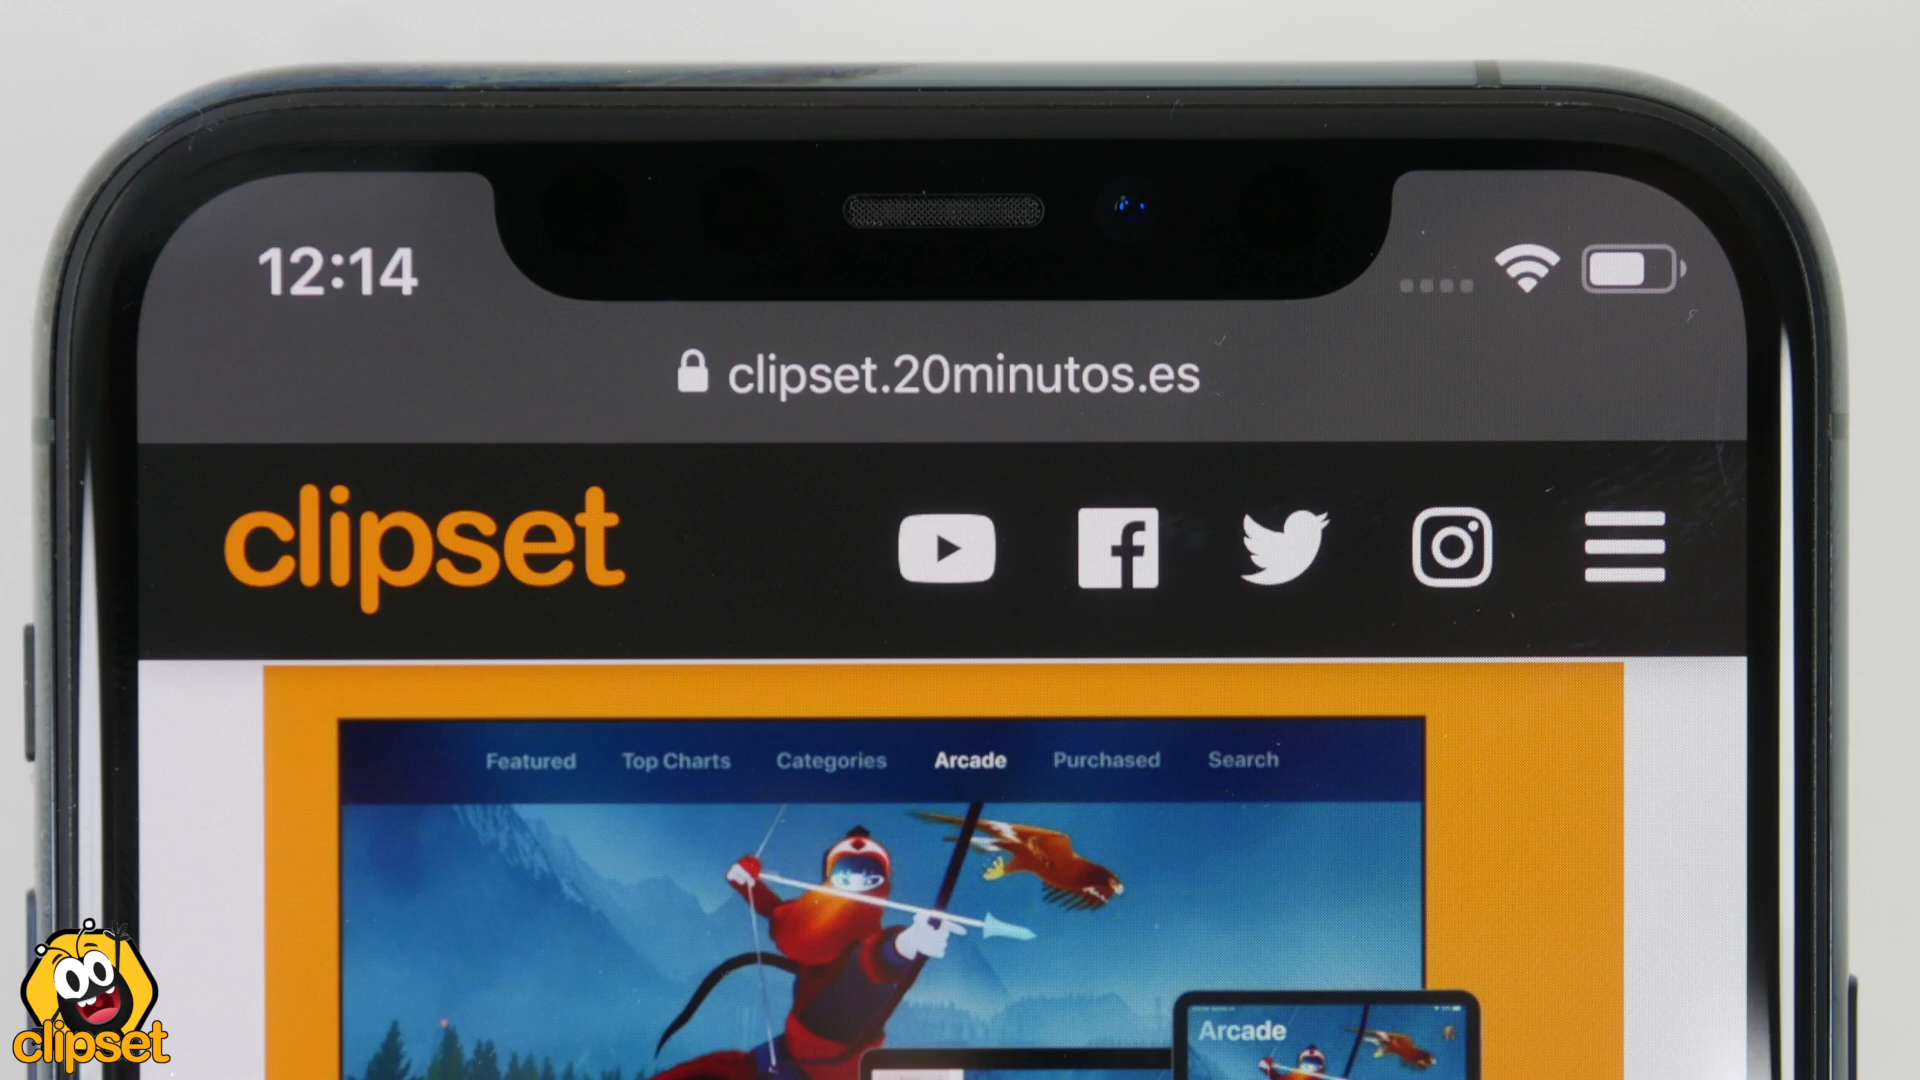 12:14
clipset.20minutos.es
clipset
Featured Top Charts Categories Arcade Purchased Search
Arcade
clipset